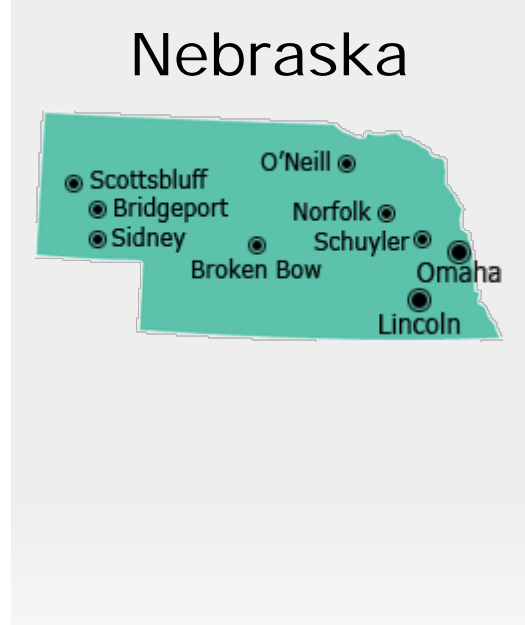 Nebraska
O'Neill
Scottsbluff
Bridgeport
Norfolk
Sidney
Schuyler
Broken Bow
Omaha
Lincoln